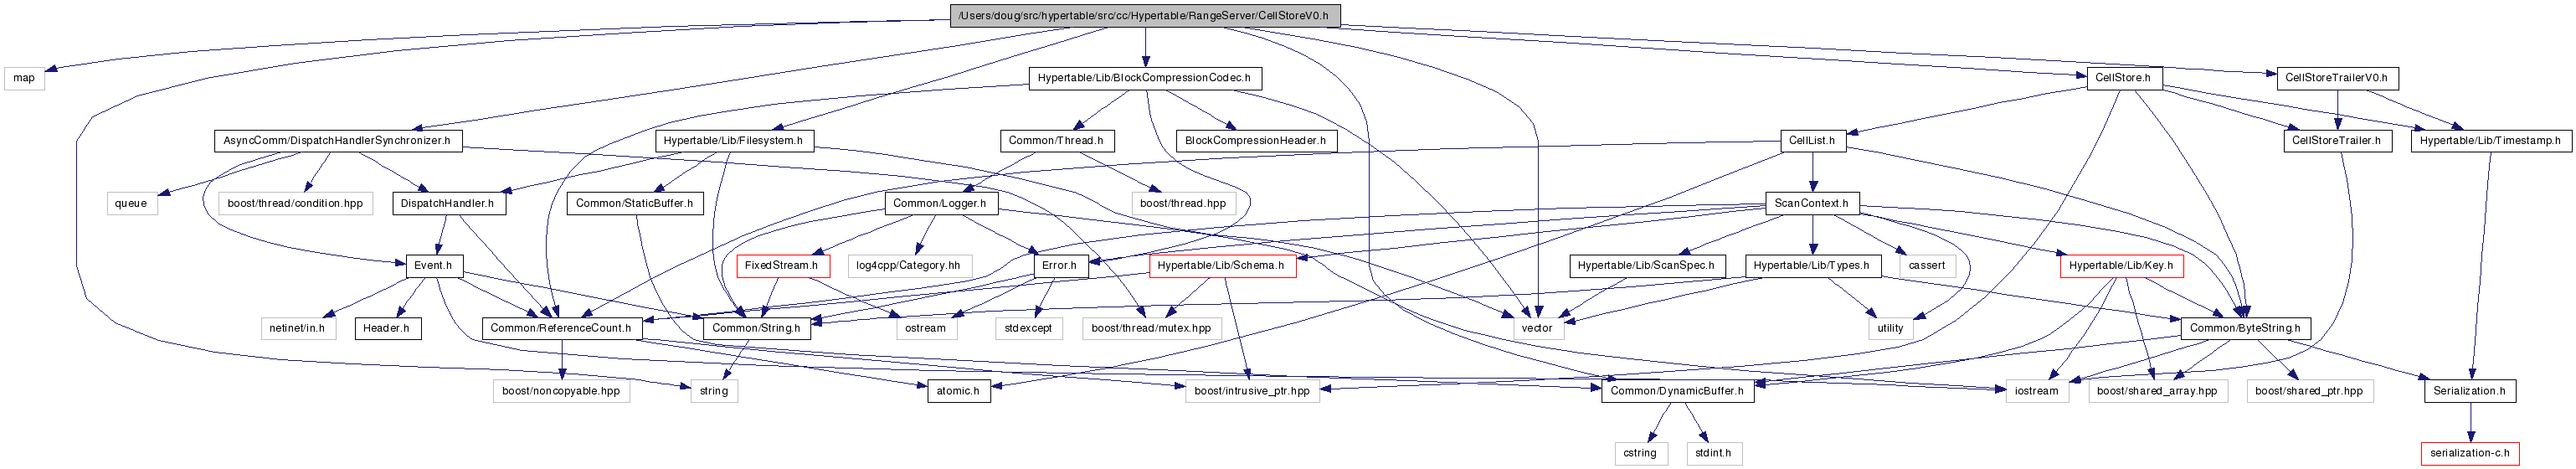 /Users/doug/src/hypertable/src/cc/Hypertable/RangeServer/CellStoreV0.h
map
Hypertable/Lib/BlockCompressionCodec.h
CellStore.h
CellStoreTrailerV0.h
AsyncComm/DispatchHandlerSynchronizer.h
Hypertable/Lib/Filesystem.h
Common/Thread.h
BlockCompressionHeader.h
CellList.h
CellStoreTrailer.h
Hypertable/Lib/Timestamp.h
queue
boost/thread/condition.hpp
DispatchHandler.h
Common/StaticBuffer.h
Common/Logger.h
boost/thread.hpp
ScanContext.h
Event.h
FixedStream.h
log4cpp/Category.hh
Error.h
Hypertable/Lib/Schema.h
Hypertable/Lib/ScanSpec.h
Hypertable/Lib/Types.h
cassert
Hypertable/Lib/Key.h
netinet/in.h
Header.h
Common/ReferenceCount.h
Common/String.h
ostream
stdexcept
boost/thread/mutex.hpp
vector
utility
Common/ByteString.h
boost/noncopyable.hpp
string
atomic.h
boost/intrusive_ptr.hpp
Common/DynamicBuffer.h
iostream
boost/shared_array.hpp
boost/shared_ptr.hpp
Serialization.h
cstring
stdint.h
serialization-c.h